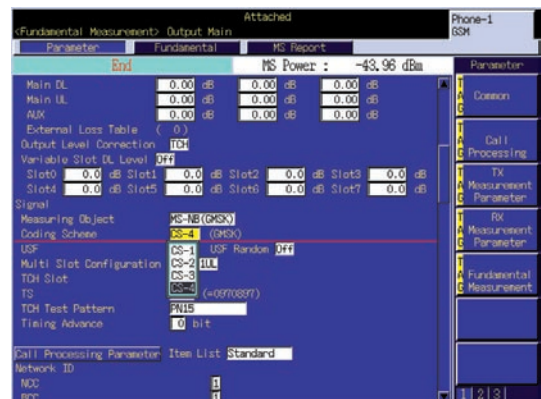 Attached
Phone-1
<Fundamental Measurement> Output Main
GSM
Parameter Fundamental MS Report
End MS Power : -43.96 dBm Parameter
Main DL 0.00 dB 0.00 dB 0.00 dB
Main UL 0.00 dB 0.00 dB 0.00 dB
AUX 0.00 dB 0.00 dB 0.00 dB
External Loss Table ( 0)
Output Level Correction TCH
Variable Slot DL Level Off
Slot0 0.0 dB Slot1 0.0 dB Slot2 0.0 dB Slot3 0.0 dB
Slot4 0.0 dB Slot5 0.0 dB Slot6 0.0 dB Slot7 0.0 dB
Signal
Measuring Object MS-NB(GMSK)
Coding Scheme CS-4 (GMSK)
USF CS-1 USF Random Off
Multi Slot Configuration CS-2 1UL
TCH Slot CS-3
TS CS-4 (=0970897)
TCH Test Pattern PN15
Timing Advance 0 bit
Call Processing Parameter Item List Standard
Network ID
NCC 1
BCC 1
TAG Common
TAG Call Processing
TAG TX Measurement Parameter
TAG RX Measurement Parameter
TAG Fundamental Measurement
1 2 3